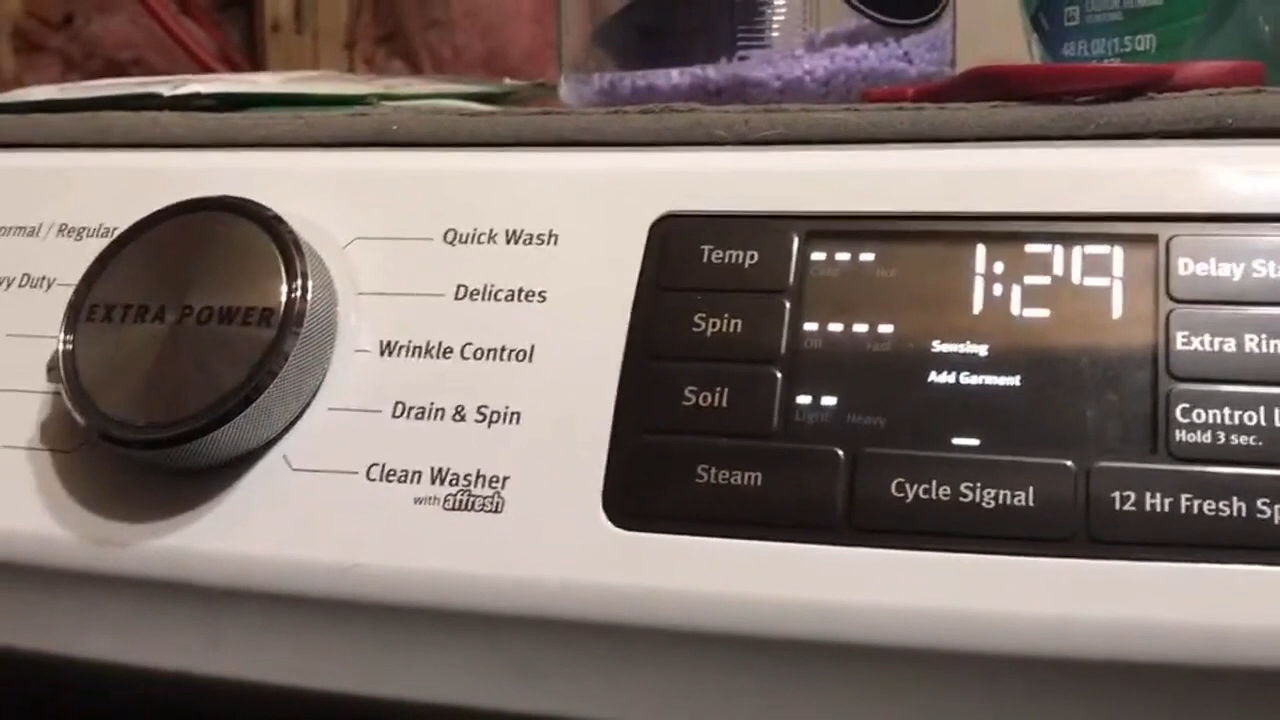 48 FL OZ (1.5 QT)
ormal / Regular
vy Duty
EXTRA POWER
Quick Wash
Delicates
Wrinkle Control
Drain & Spin
Clean Washer
with affresh
Temp
Spin
Soil
Steam
Cold Hot
Off Fast
Light Heavy
1:29
Sensing
Add Garment
Cycle Signal
Delay Sta
Extra Rin
Control L
Hold 3 sec.
12 Hr Fresh Sp